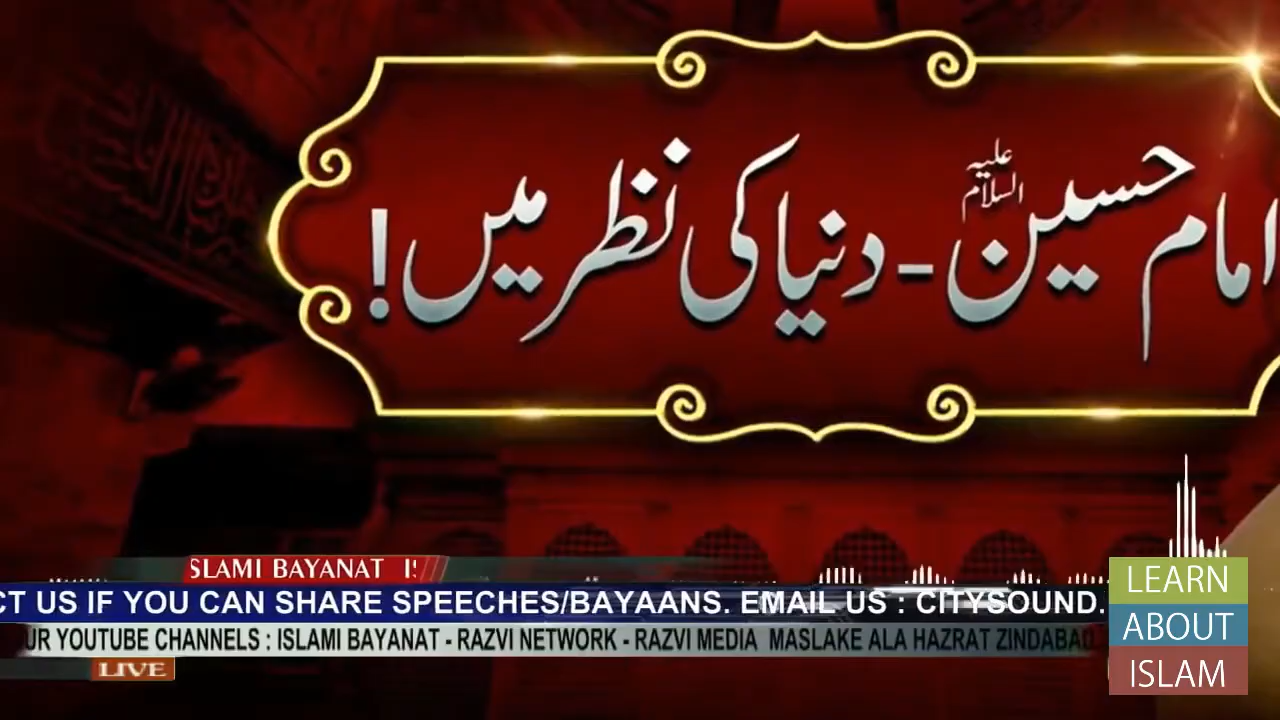 امام حسین علیہ السلام - دنیا کی نظر میں!
SLAMI BAYANAT
CT US IF YOU CAN SHARE SPEECHES/BAYAANS. EMAIL US : CITYSOUND.
UR YOUTUBE CHANNELS : ISLAMI BAYANAT - RAZVI NETWORK - RAZVI MEDIA MASLAKE ALA HAZRAT ZINDABAD
LIVE
LEARN
ABOUT
ISLAM